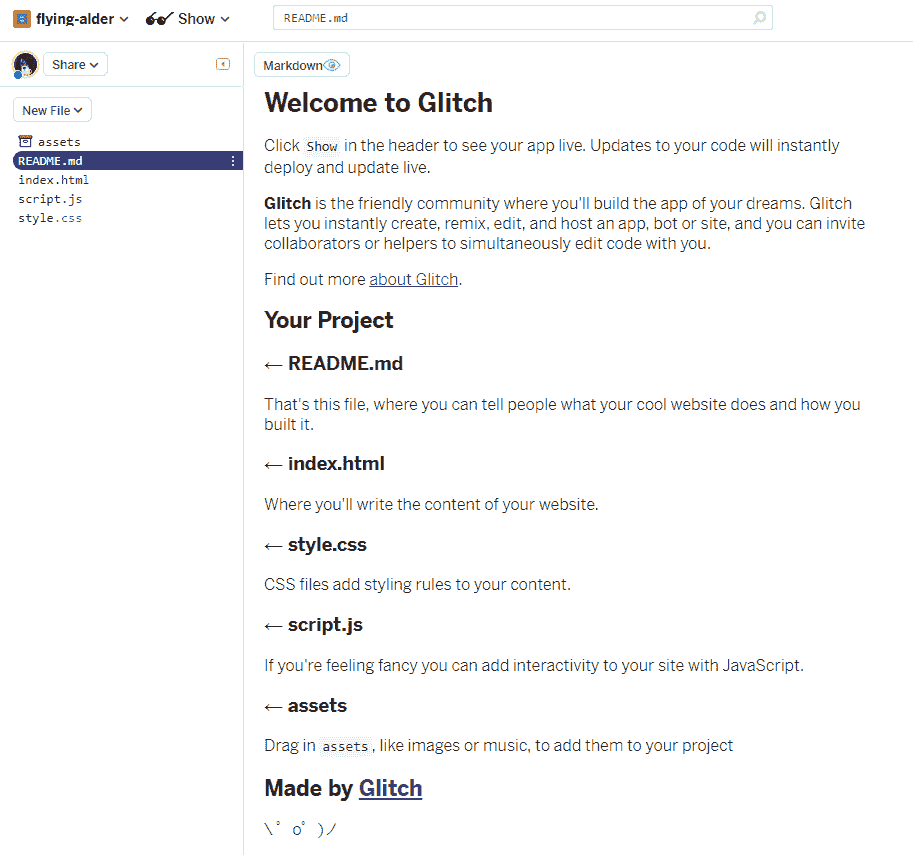 flying-alder
Show
README.md
Share
Markdown
New File
assets
README.md
index.html
script.js
style.css
Welcome to Glitch
Click Show in the header to see your app live. Updates to your code will instantly
deploy and update live.
Glitch is the friendly community where you'll build the app of your dreams. Glitch
lets you instantly create, remix, edit, and host an app, bot or site, and you can invite
collaborators or helpers to simultaneously edit code with you.
Find out more about Glitch.
Your Project
← README.md
That's this file, where you can tell people what your cool website does and how you
built it.
← index.html
Where you'll write the content of your website.
← style.css
CSS files add styling rules to your content.
← script.js
If you're feeling fancy you can add interactivity to your site with JavaScript.
← assets
Drag in assets, like images or music, to add them to your project
Made by Glitch
\゜o゜)ノ